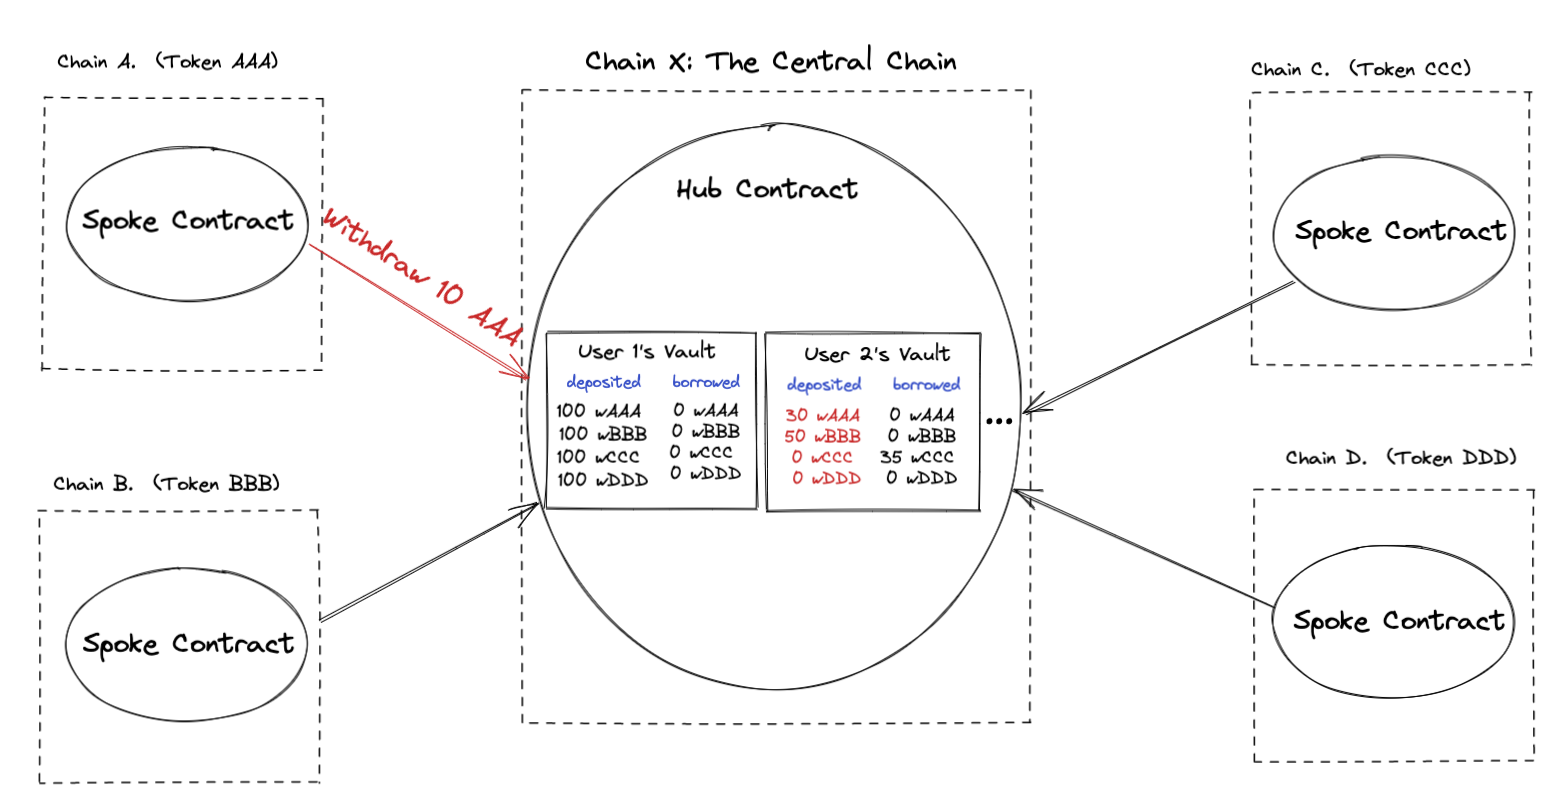 Chain A. (Token AAA)
Spoke Contract
Withdraw 10 AAA
Chain B. (Token BBB)
Spoke Contract
Chain X: The Central Chain
Hub Contract
User 1's Vault
deposited borrowed
100 wAAA 0 wAAA
100 wBBB 0 wBBB
100 wCCC 0 wCCC
100 wDDD 0 wDDD
User 2's Vault
deposited borrowed
30 wAAA 0 wAAA
50 wBBB 0 wBBB
0 wCCC 35 wCCC
0 wDDD 0 wDDD
...
Chain C. (Token CCC)
Spoke Contract
Chain D. (Token DDD)
Spoke Contract